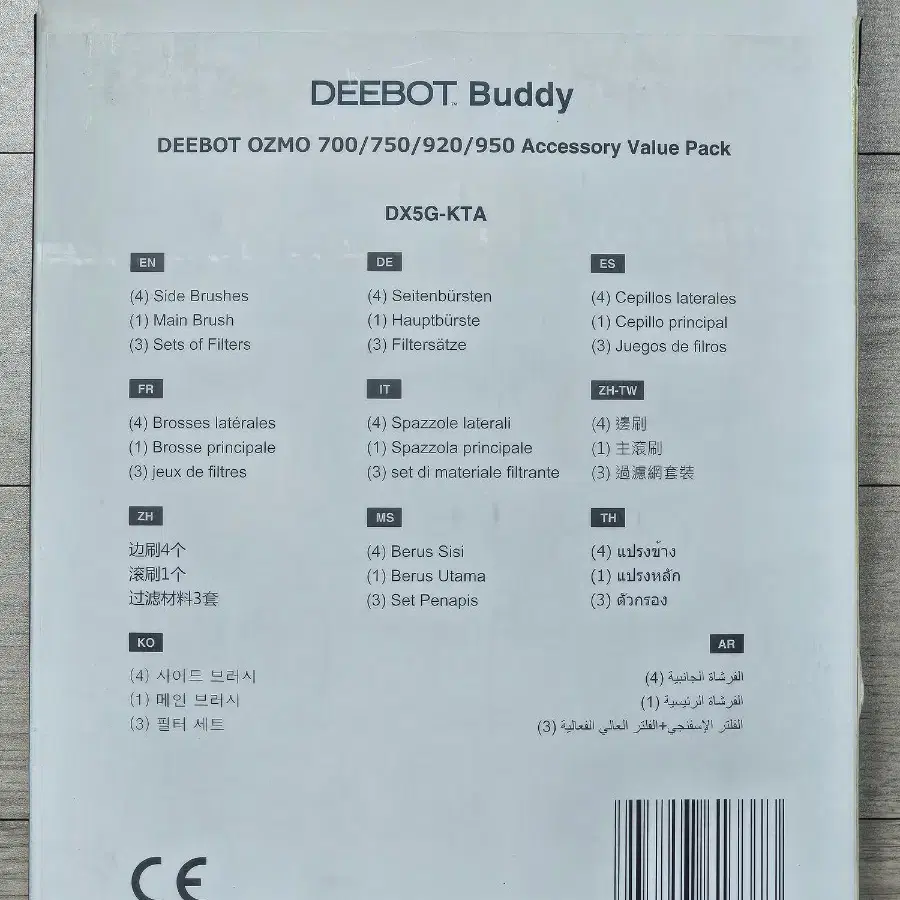 DEEBOT™ Buddy
DEEBOT OZMO 700/750/920/950 Accessory Value Pack
DX5G-KTA
EN
(4) Side Brushes
(1) Main Brush
(3) Sets of Filters
DE
(4) Seitenbürsten
(1) Hauptbürste
(3) Filtersätze
ES
(4) Cepillos laterales
(1) Cepillo principal
(3) Juegos de filros
FR
(4) Brosses latérales
(1) Brosse principale
(3) jeux de filtres
IT
(4) Spazzole laterali
(1) Spazzola principale
(3) set di materiale filtrante
ZH-TW
(4) 邊刷
(1) 主滾刷
(3) 過濾網套裝
ZH
边刷4个
滚刷1个
过滤材料3套
MS
(4) Berus Sisi
(1) Berus Utama
(3) Set Penapis
TH
(4) แปรงข้าง
(1) แปรงหลัก
(3) ตัวกรอง
KO
(4) 사이드 브러시
(1) 메인 브러시
(3) 필터 세트
AR
الفرشاة الجانبية (4)
الفرشاة الرئيسية (1)
الفلتر الإسفنجي+الفلتر العالي الفعالية (3)
CE